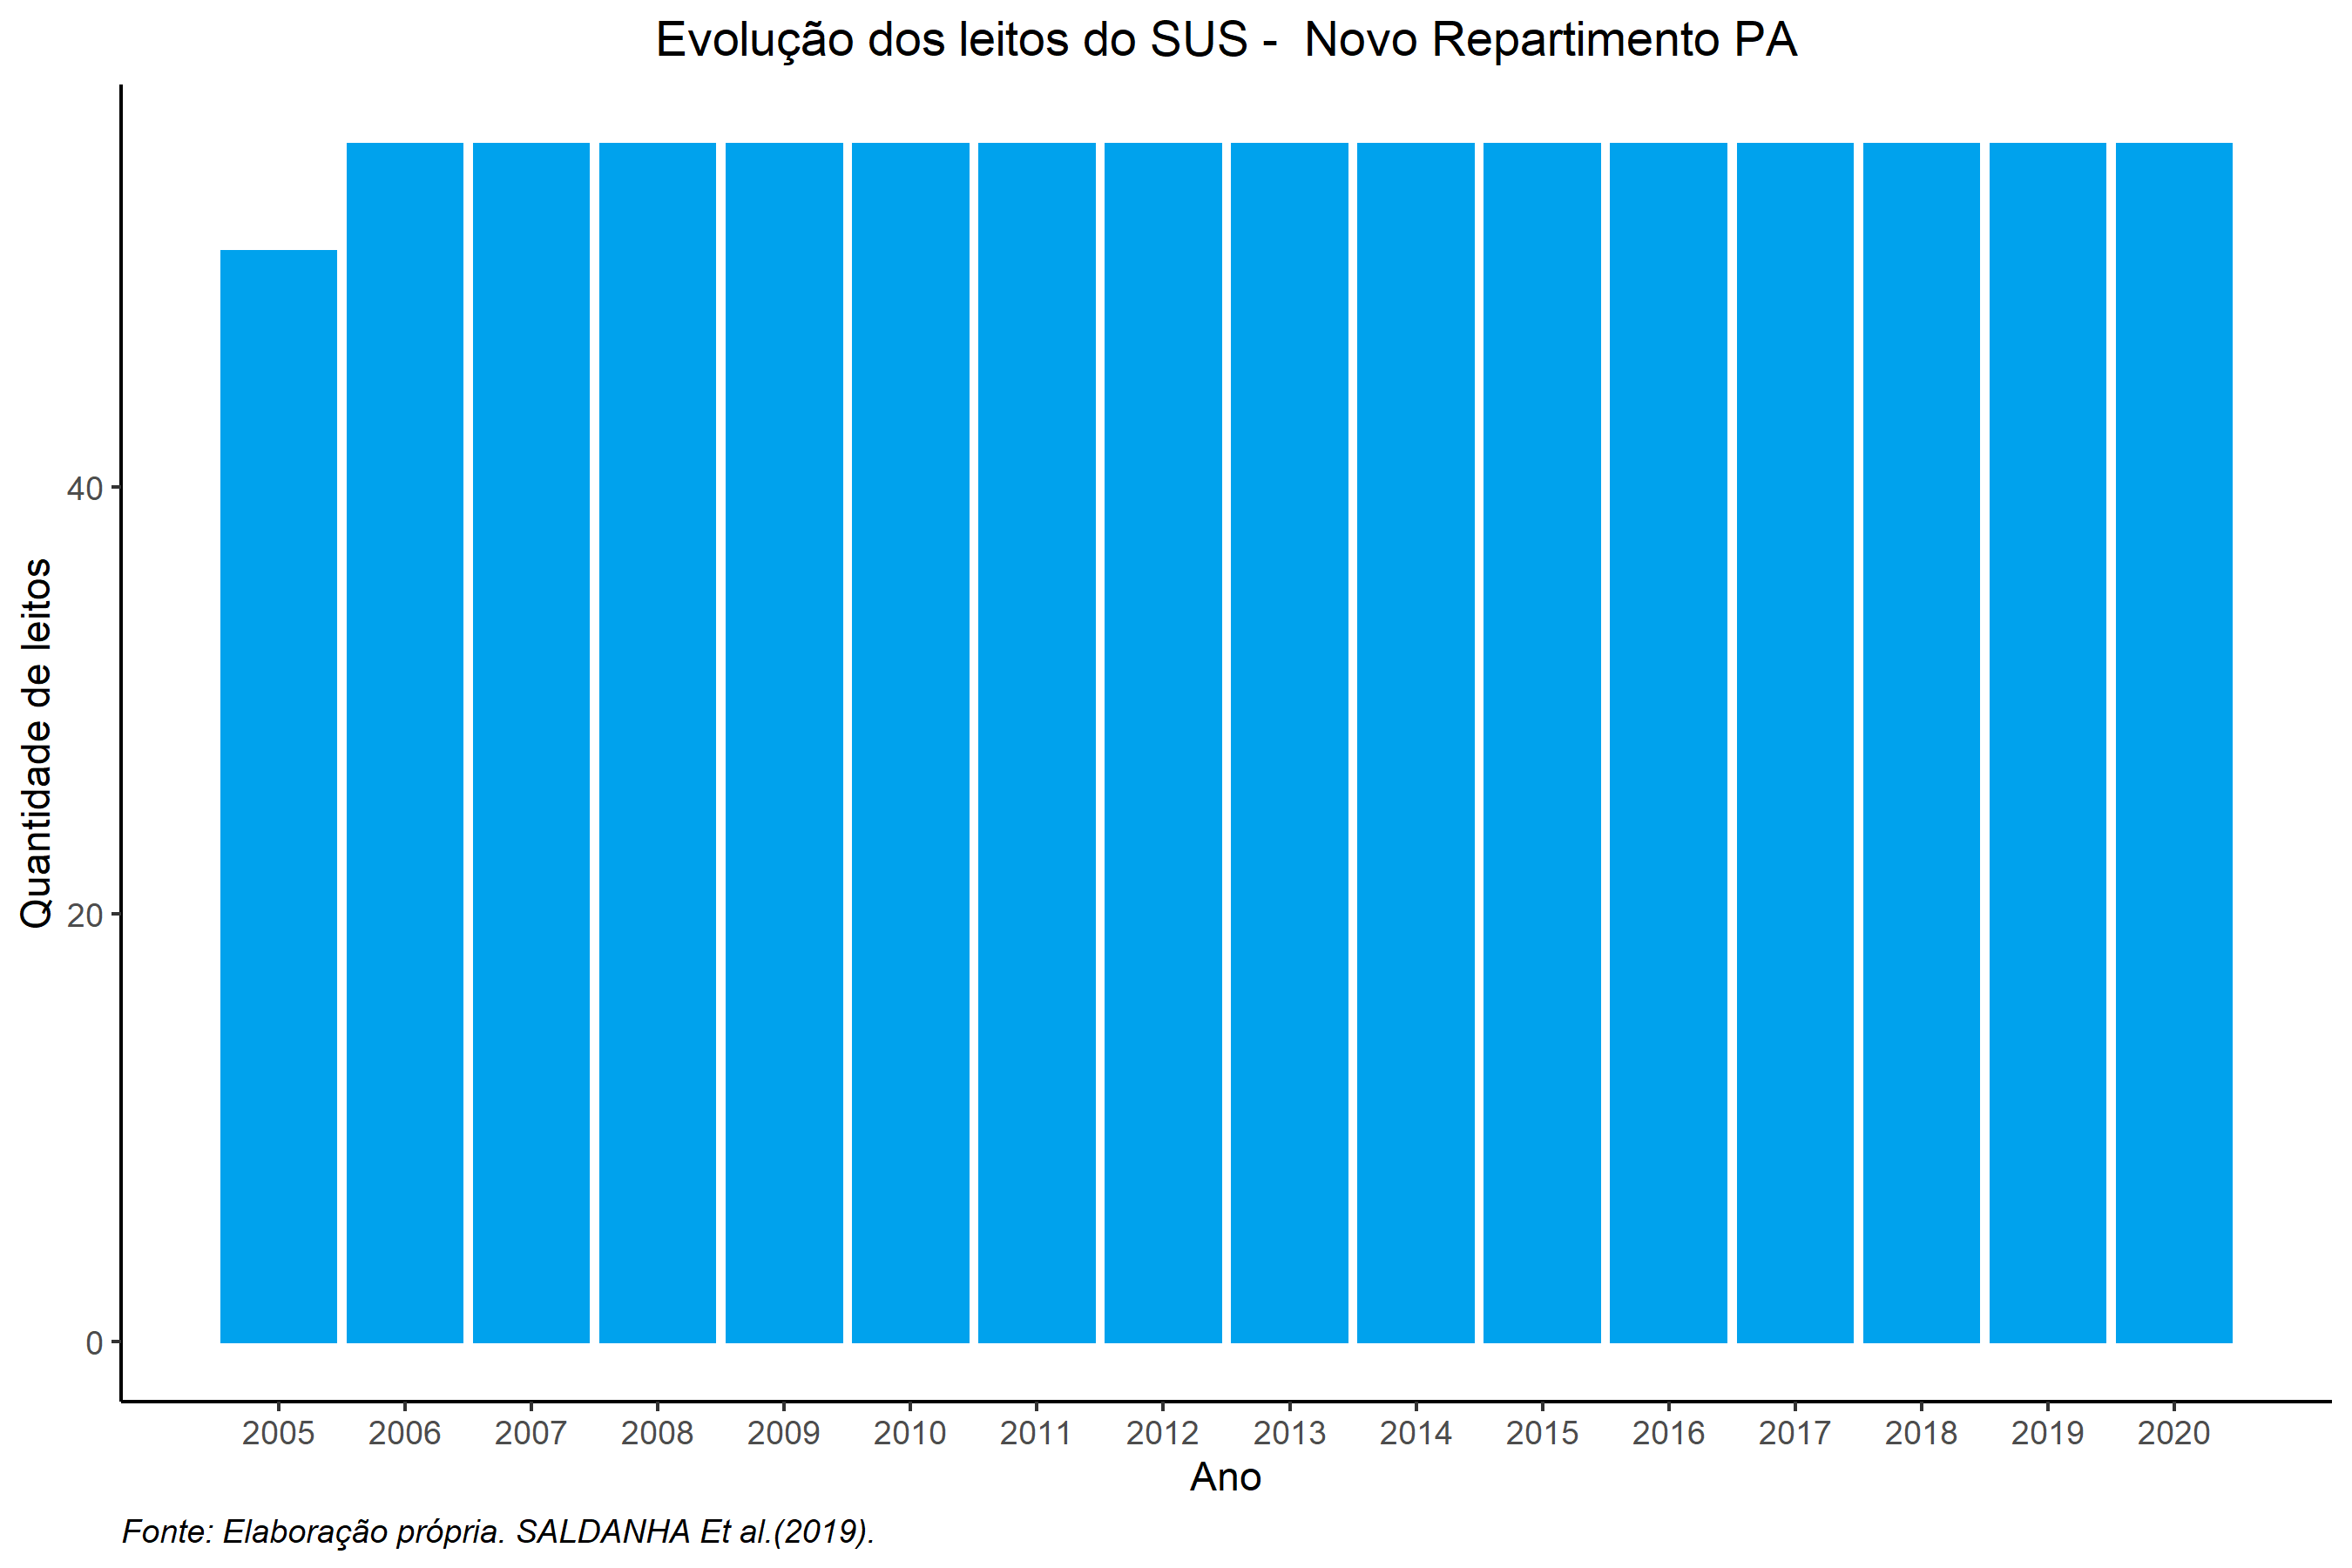 Evolução dos leitos do SUS -  Novo Repartimento PA
Quantidade de leitos
40
20
0
2005 2006 2007 2008 2009 2010 2011 2012 2013 2014 2015 2016 2017 2018 2019 2020
Ano
Fonte: Elaboração própria. SALDANHA Et al.(2019).